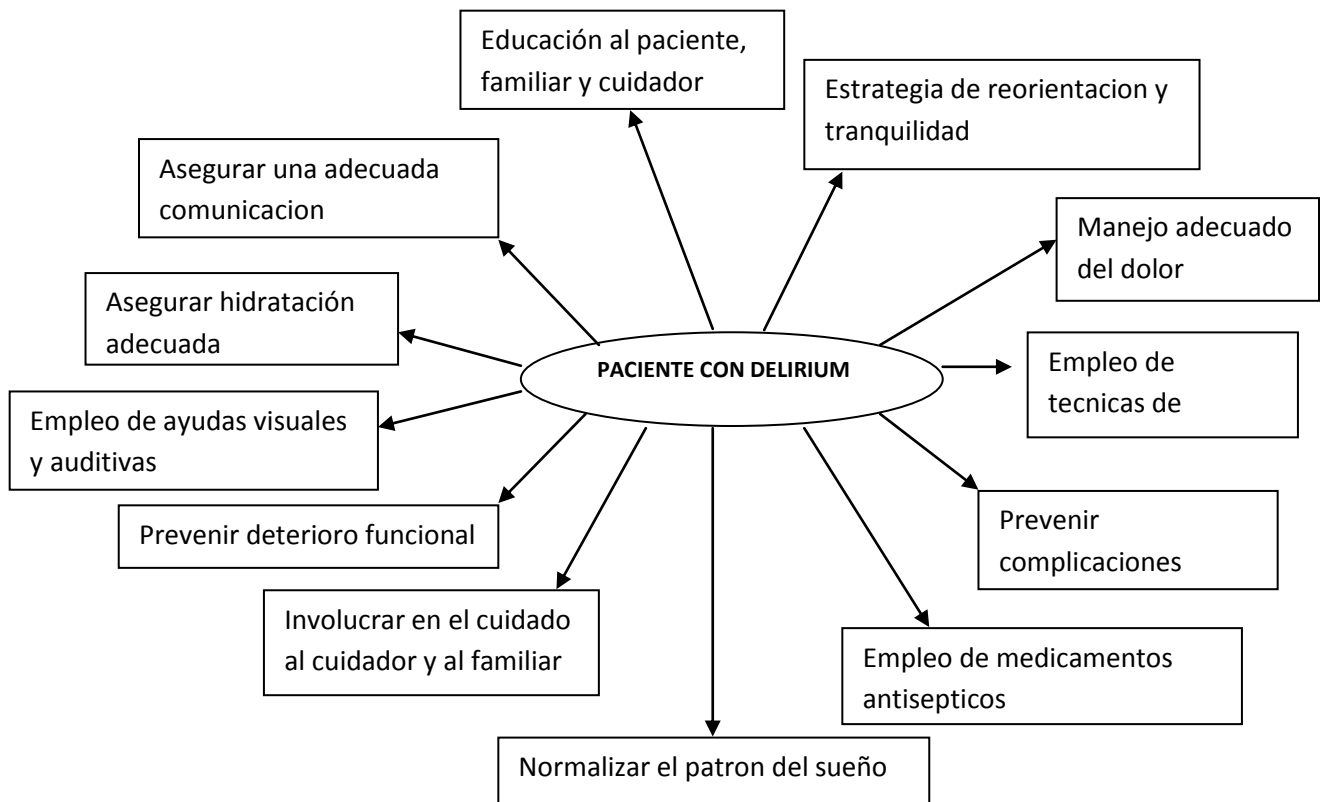 Educación al paciente,
familiar y cuidador
Estrategia de reorientacion y
tranquilidad
Asegurar una adecuada
comunicacion
Manejo adecuado
del dolor
Asegurar hidratación
adecuada
PACIENTE CON DELIRIUM
Empleo de
tecnicas de
Empleo de ayudas visuales
y auditivas
Prevenir
complicaciones
Prevenir deterioro funcional
Involucrar en el cuidado
al cuidador y al familiar
Empleo de medicamentos
antisepticos
Normalizar el patron del sueño